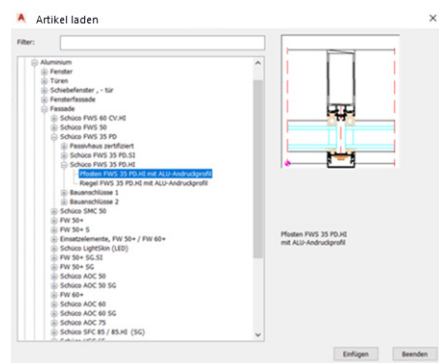 Artikel laden
Filter:
Aluminium
Fenster
Türen
Schiebefenster , - tür
Fensterfassade
Fassade
Schüco FWS 60 CV.HI
Schüco FWS 50
Schüco FWS 35 PD
Passivhaus zertifiziert
Schüco FWS 35 PD.SI
Schüco FWS 35 PD.HI
Pfosten FWS 35 PD.HI mit ALU-Andruckprofil
Riegel FWS 35 PD.HI mit ALU-Andruckprofil
Bauanschlüsse 1
Bauanschlüsse 2
Schüco SMC 50
FW 50+
FW 50+ S
Einsatzelemente, FW 50+ / FW 60+
Schüco LightSkin (LED)
FW 50+ SG.SI
FW 50+ SG
Schüco AOC 50
Schüco AOC 50 SG
FW 60+
Schüco AOC 60
Schüco AOC 60 SG
Schüco AOC 75
Schüco SFC 85 / 85.HI (SG)
Pfosten FWS 35 PD.HI
mit ALU-Andruckprofil
Einfügen
Beenden